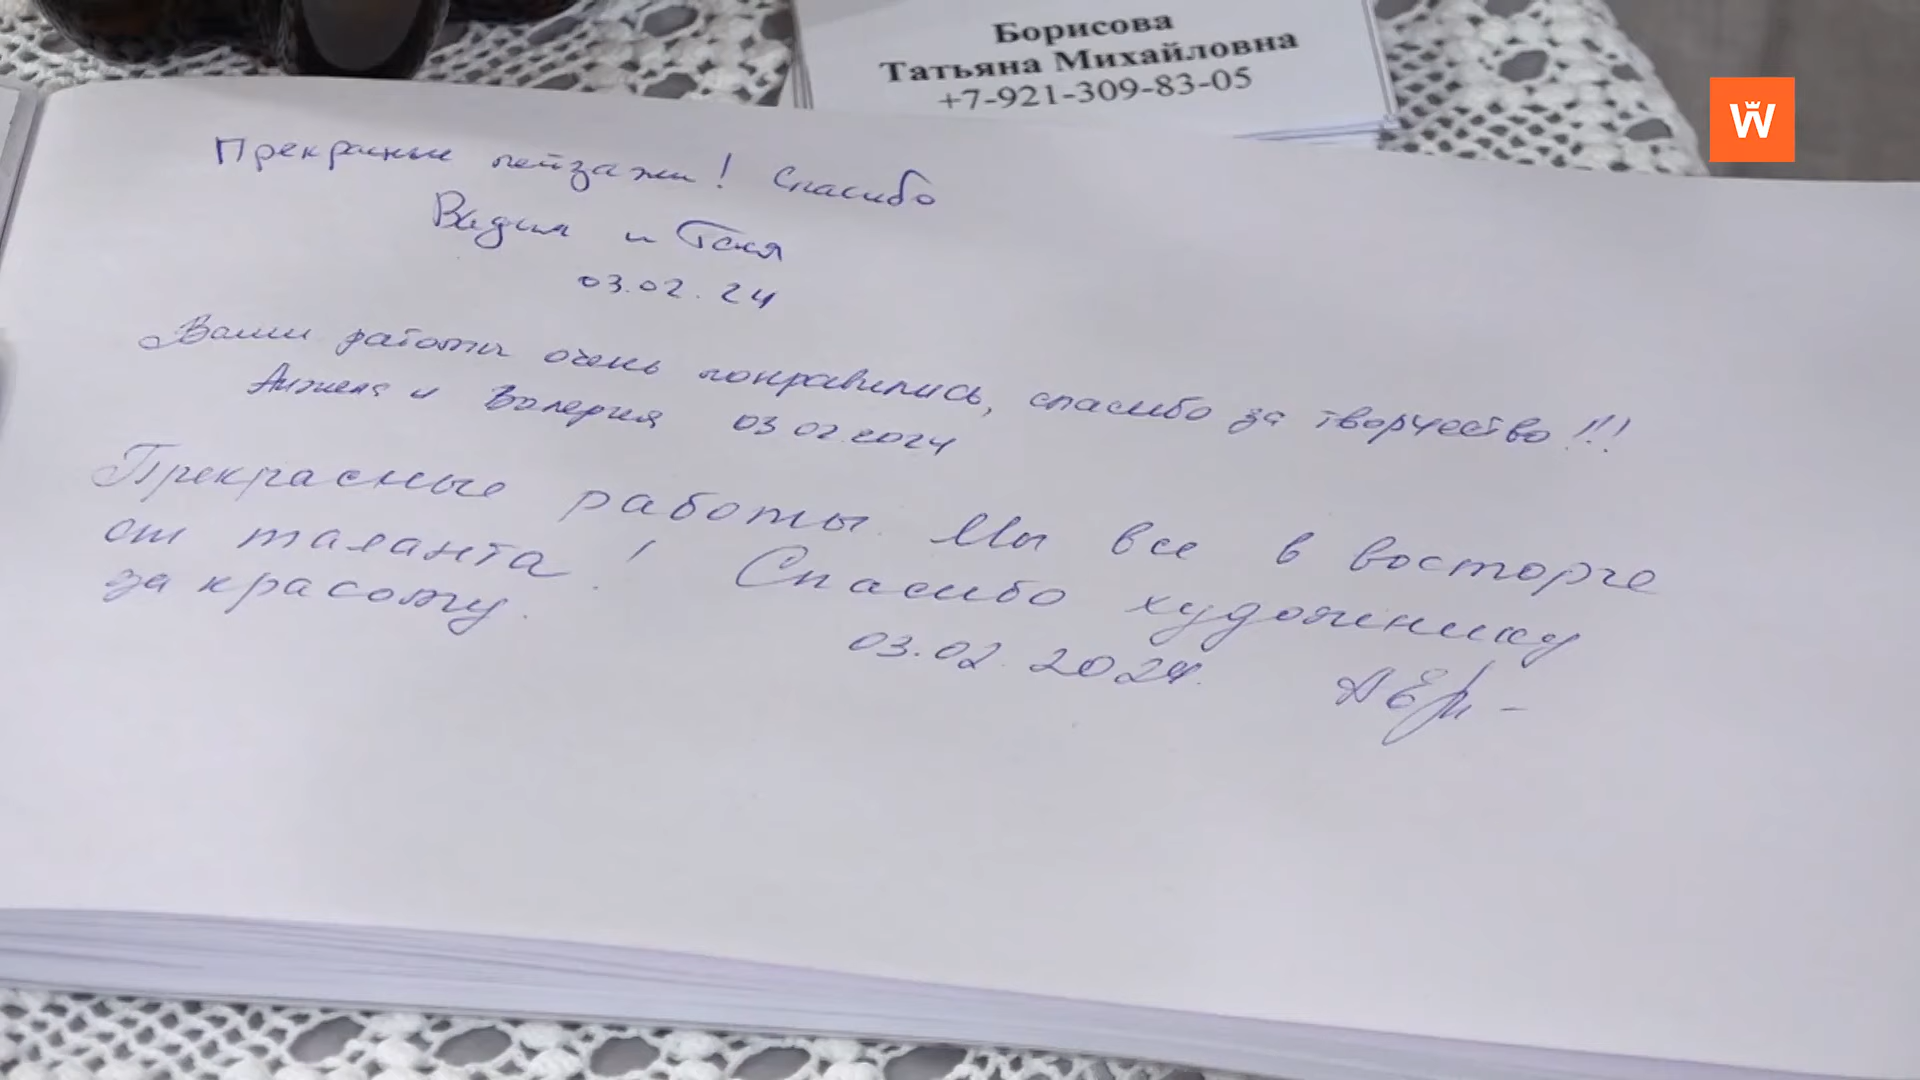 Борисова
Татьяна Михайловна
+7-921-309-83-05
W
Прекрасные пейзажи! Спасибо
Вадим и Таня
03.02.24
Ваши работы очень понравились, спасибо за творчество!!!
Анжела и Валерия 03 02.2024
Прекрасные работы. Мы все в восторге
от таланта! Спасибо художнику
за красоту.
03.02.2024.